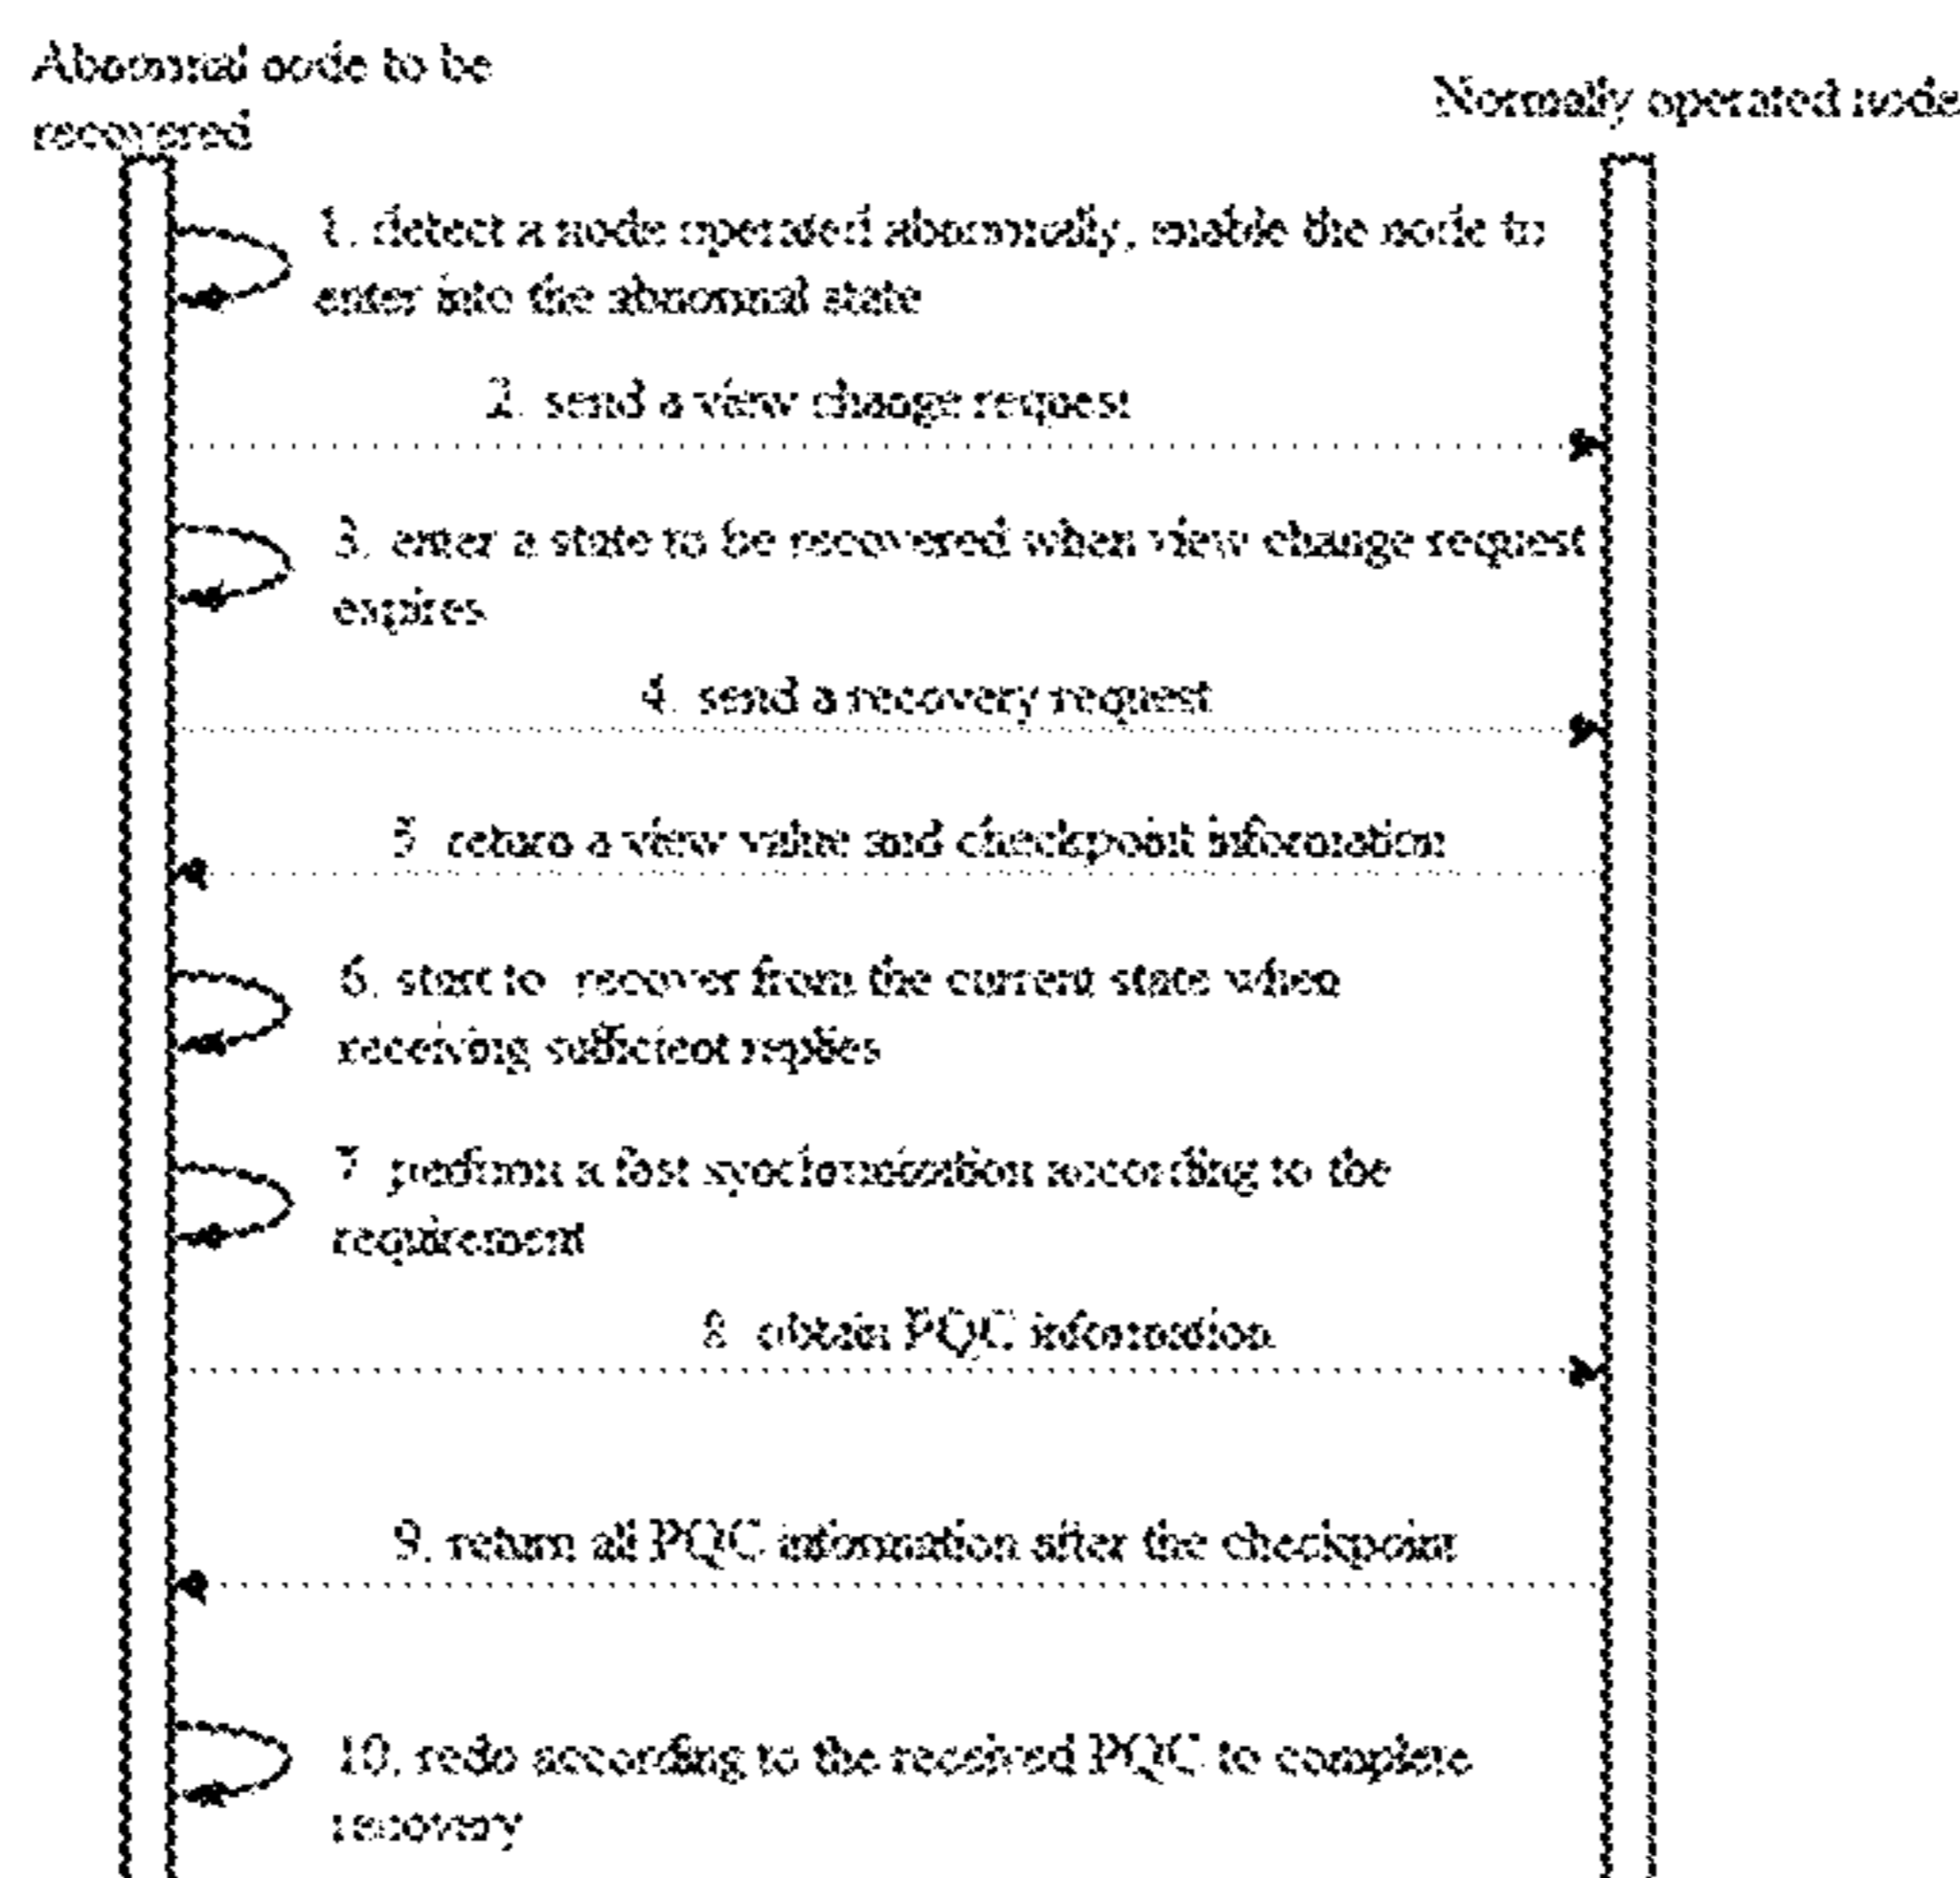 Abnormal node to be
recovered
Normally operated node
1. detect a node operated abnormally, enable the node to
enter into the abnormal state
2. send a view change request
3. enter a state to be recovered when view change request
expires
4. send a recovery request
5. return a view value and checkpoint information
6. start to recover from the current state when
receiving sufficient replies
7. perform a fast synchronization according to the
requirement
8. obtain PQC information
9. return all PQC information after the checkpoint
10. redo according to the received PQC to complete
recovery